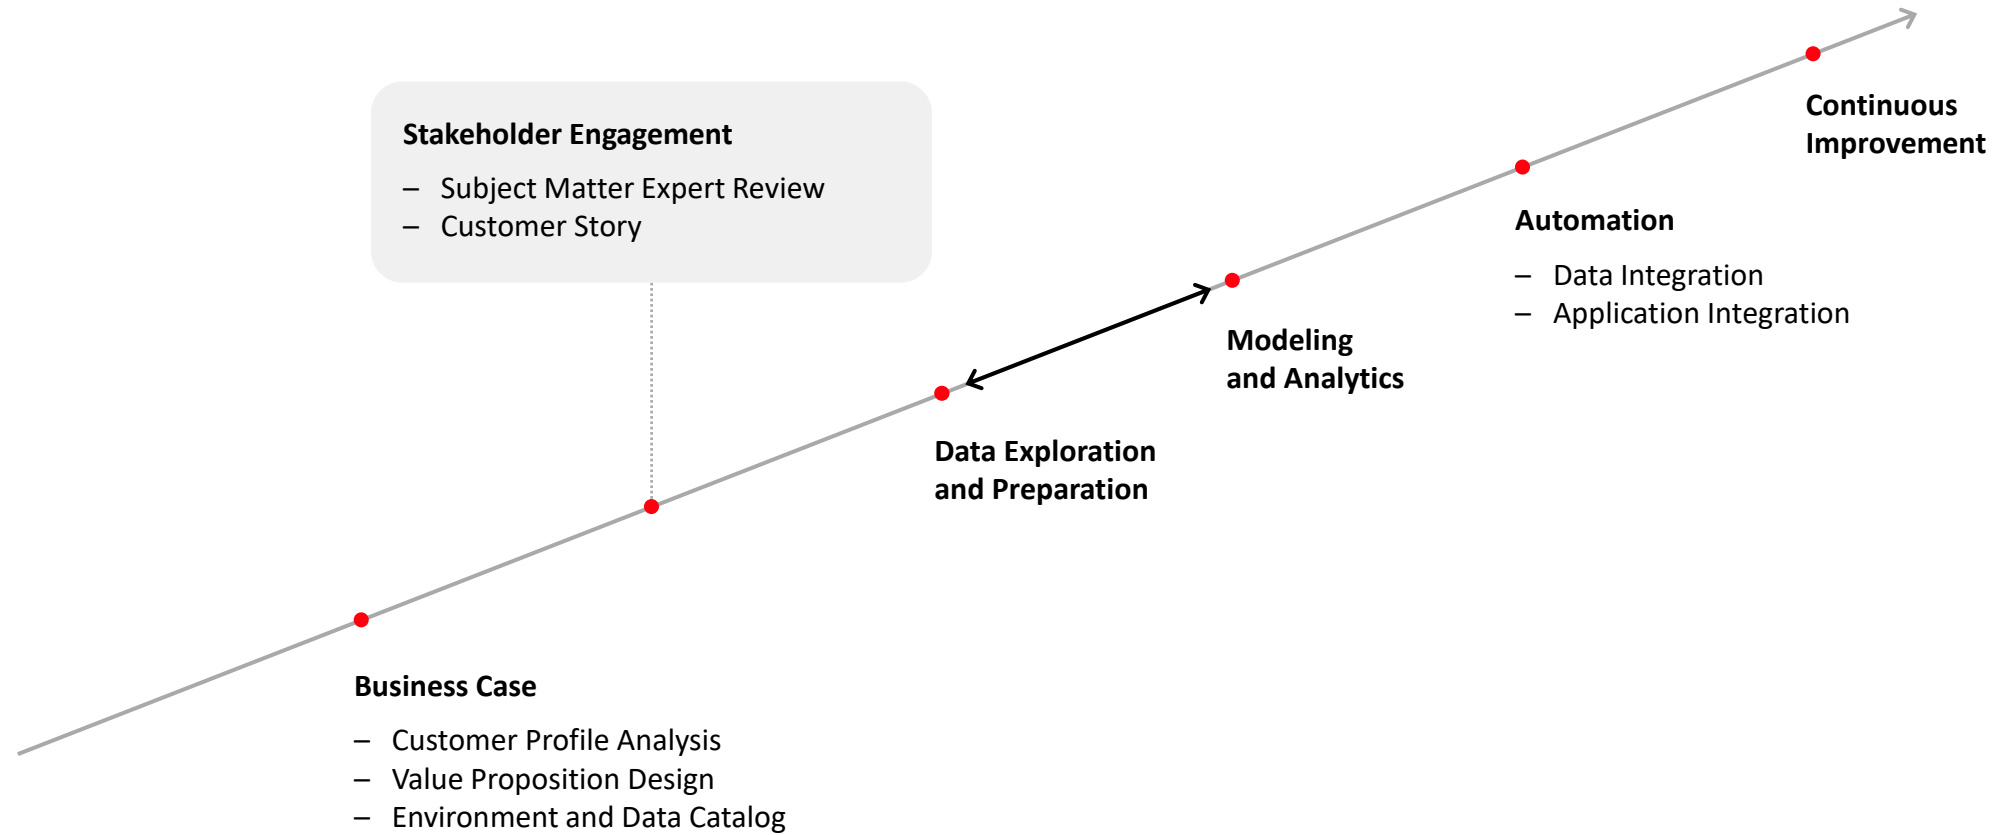 Stakeholder Engagement
– Subject Matter Expert Review
– Customer Story
Continuous
Improvement
Automation
– Data Integration
– Application Integration
Modeling
and Analytics
Data Exploration
and Preparation
Business Case
– Customer Profile Analysis
– Value Proposition Design
– Environment and Data Catalog